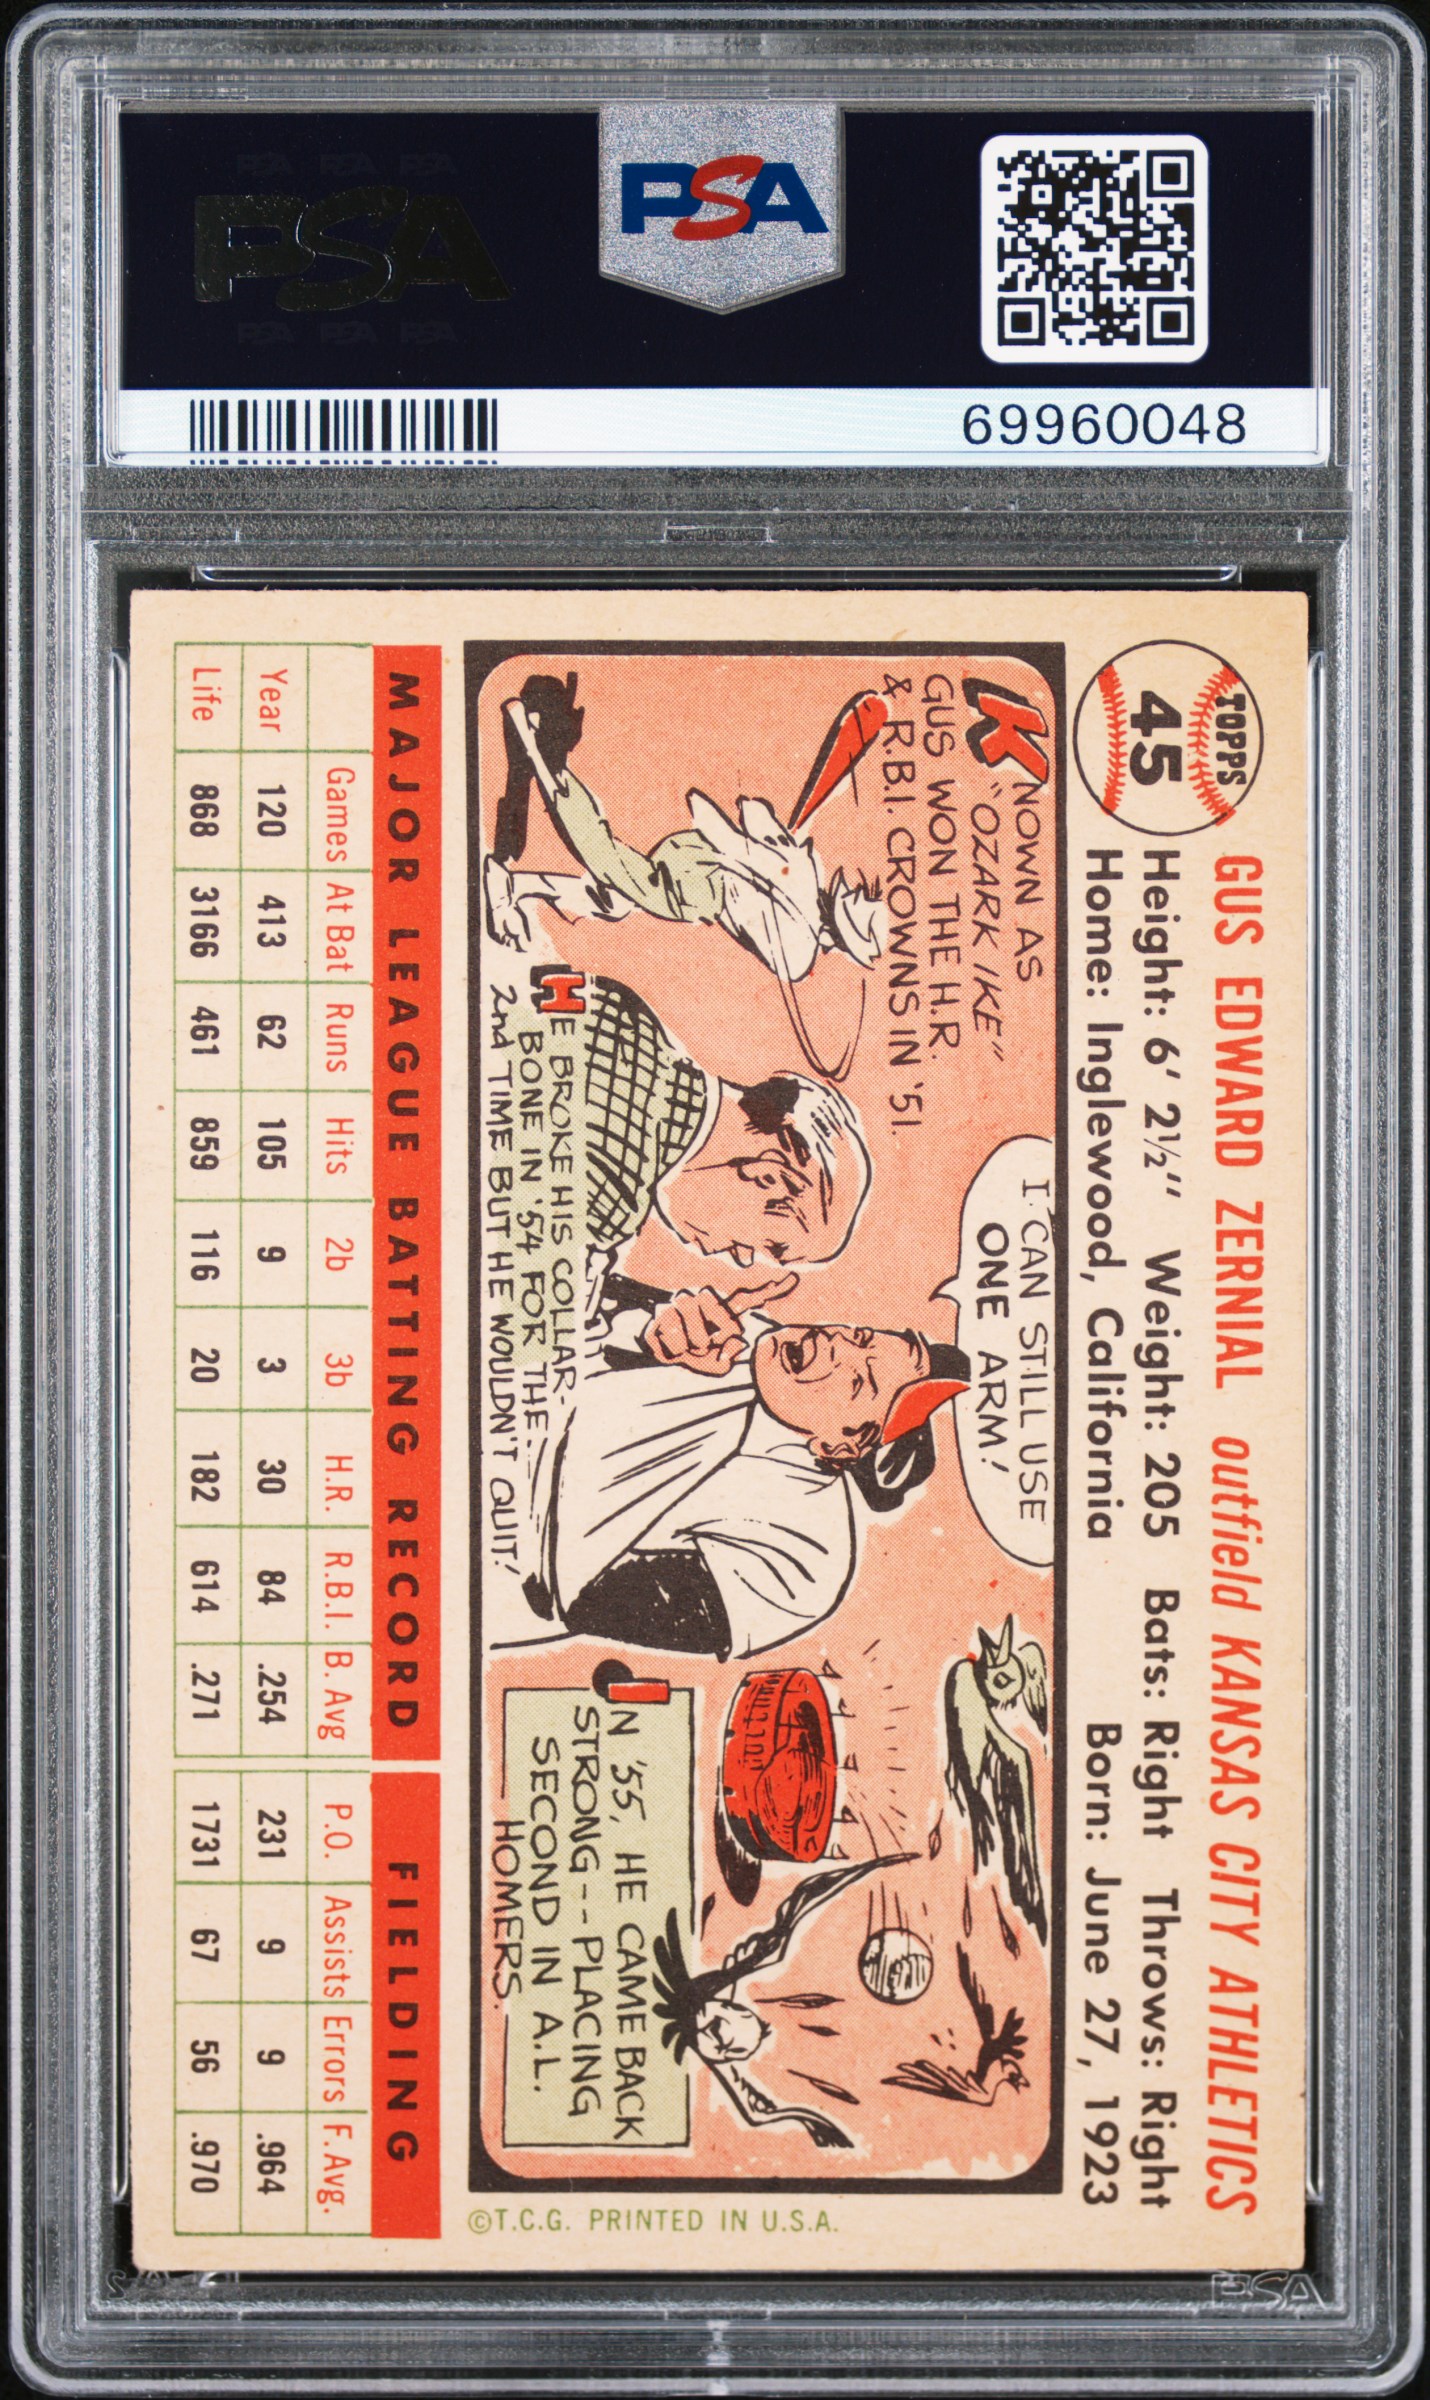 PSA
PSA
69960048
TOPPS
45
GUS EDWARD ZERNIAL outfield KANSAS CITY ATHLETICS
Height: 6' 2½" Weight: 205 Bats: Right Throws: Right
Home: Inglewood, California Born: June 27, 1923
KNOWN AS
"OZARK IKE"
GUS WON THE H.R.
& R.B.I. CROWNS IN '51.
I CAN STILL USE
ONE ARM!
HE BROKE HIS COLLAR-
BONE IN '54 FOR THE
2nd TIME BUT HE WOULDN'T QUIT!
IN '55, HE CAME BACK
STRONG--PLACING
SECOND IN A.L.
HOMERS.
©T.C.G. PRINTED IN U.S.A.
MAJOR LEAGUE BATTING RECORD FIELDING
Games At Bat Runs Hits 2b 3b H.R. R.B.I. B. Avg P.O. Assists Errors F. Avg.
Year 120 413 62 105 9 3 30 84 .254 231 9 9 .964
Life 868 3166 461 859 116 20 182 614 .271 1731 67 56 .970
PSA